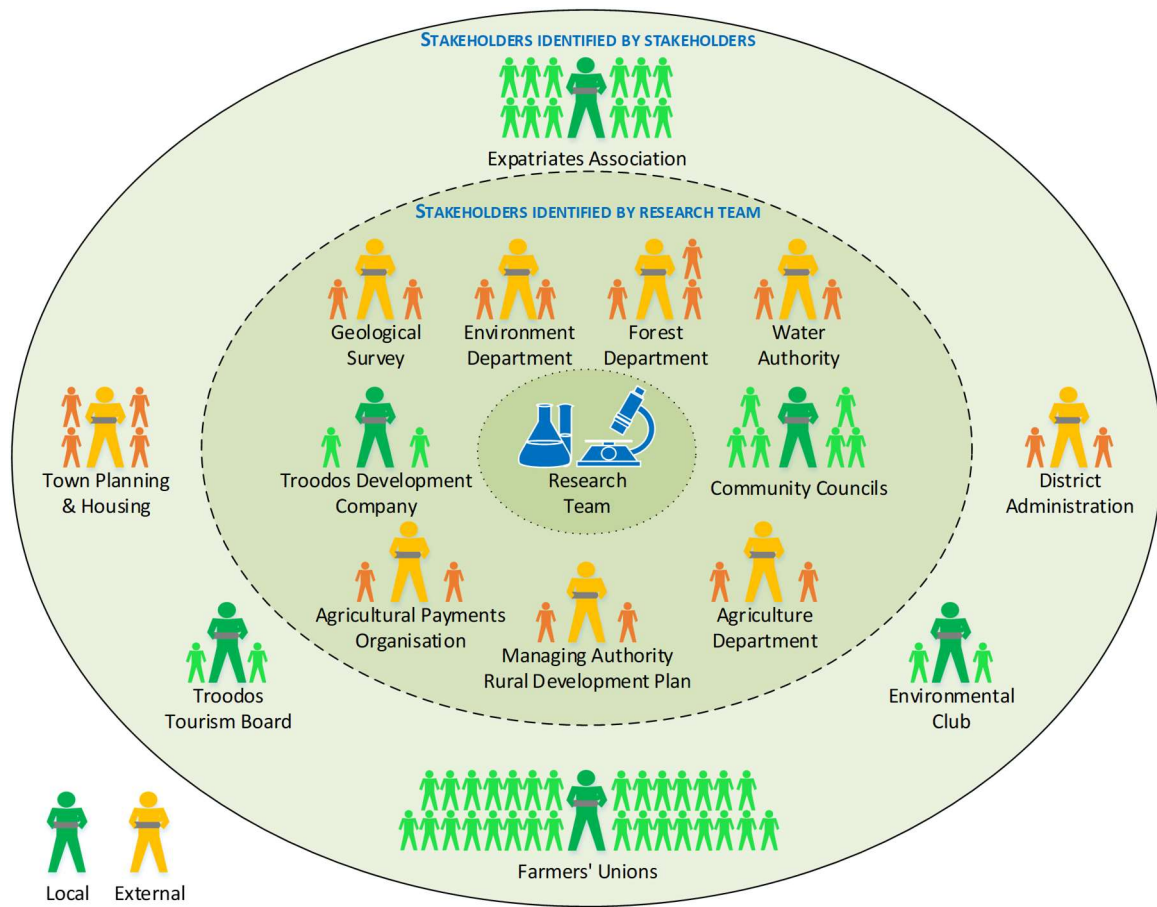 STAKEHOLDERS IDENTIFIED BY STAKEHOLDERS
Expatriates Association
STAKEHOLDERS IDENTIFIED BY RESEARCH TEAM
Geological
Survey
Environment
Department
Forest
Department
Water
Authority
Town Planning
& Housing
Troodos Development
Company
Research
Team
Community Councils
District
Administration
Agricultural Payments
Organisation
Managing Authority
Rural Development Plan
Agriculture
Department
Troodos
Tourism Board
Environmental
Club
Farmers' Unions
Local
External